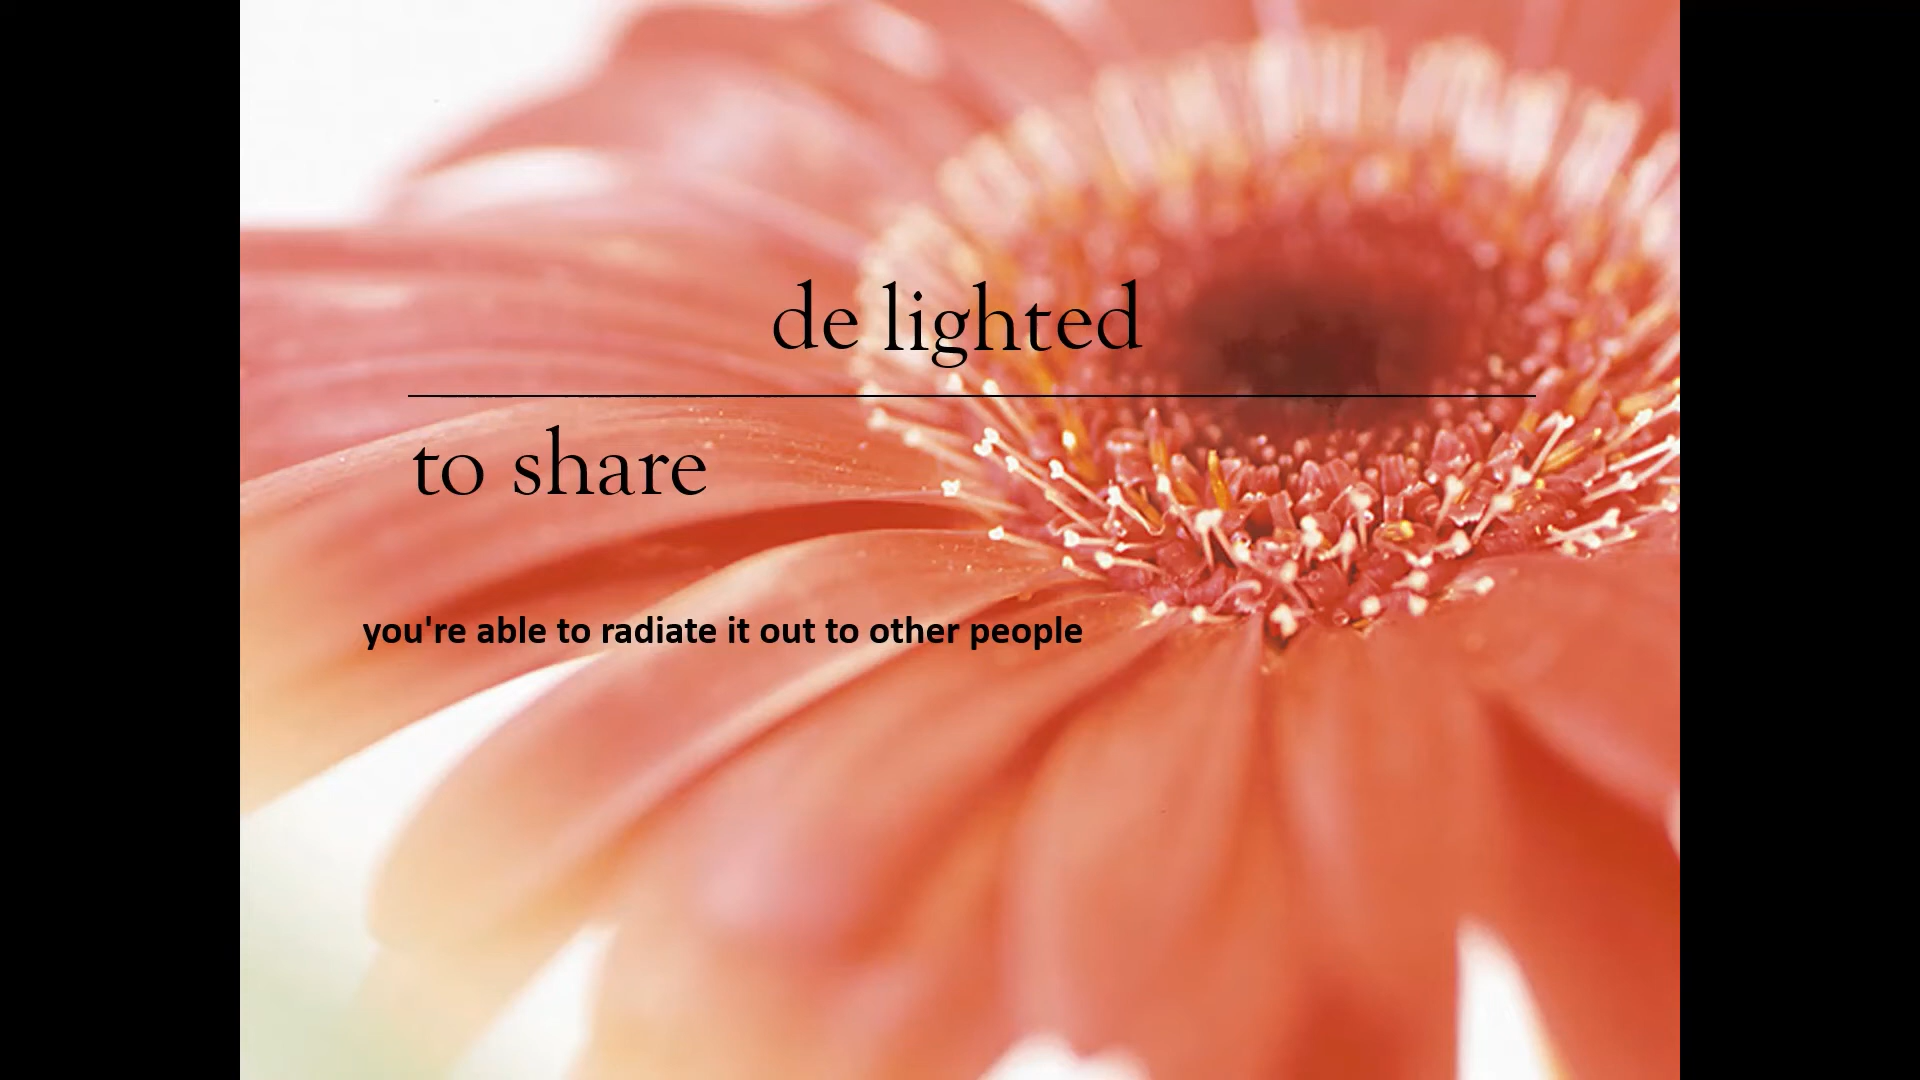 de lighted
to share
you're able to radiate it out to other people